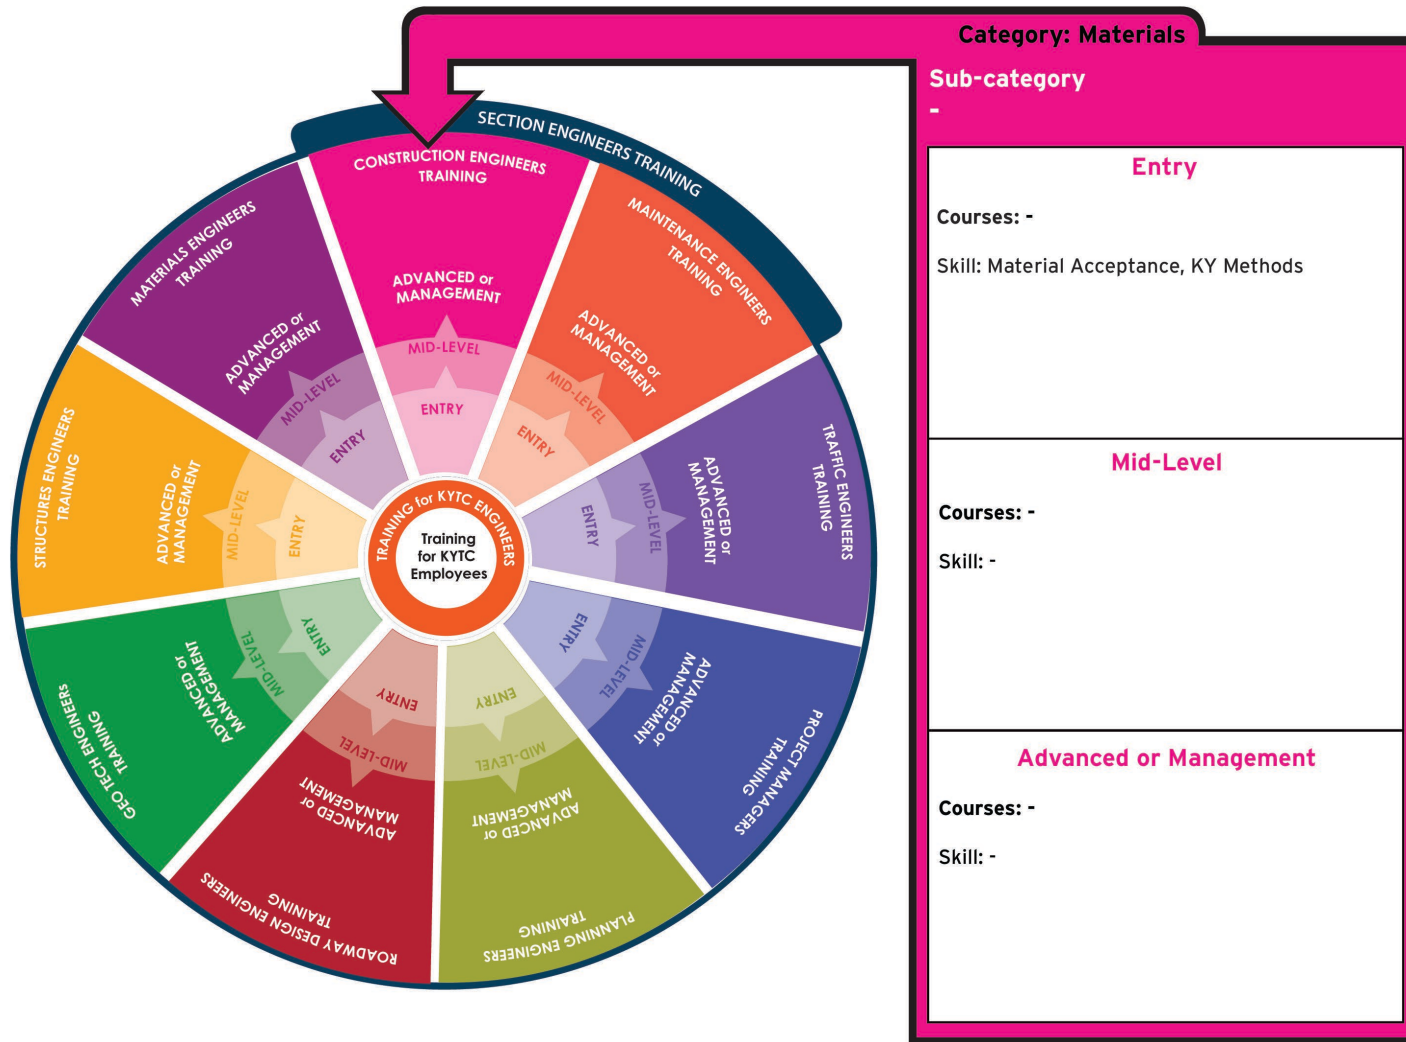 Category: Materials
Sub-category
-
Entry
Courses: -
Skill: Material Acceptance, KY Methods
Mid-Level
Courses: -
Skill: -
Advanced or Management
Courses: -
Skill: -
SECTION ENGINEERS TRAINING
CONSTRUCTION ENGINEERS
TRAINING
ADVANCED or
MANAGEMENT
MID-LEVEL
ENTRY
MAINTENANCE ENGINEERS
TRAINING
ADVANCED or
MANAGEMENT
MID-LEVEL
ENTRY
TRAFFIC ENGINEERS
TRAINING
ADVANCED or
MANAGEMENT
MID-LEVEL
ENTRY
PROJECT MANAGERS
TRAINING
ADVANCED or
MANAGEMENT
MID-LEVEL
ENTRY
PLANNING ENGINEERS
TRAINING
ADVANCED or
MANAGEMENT
MID-LEVEL
ENTRY
ROADWAY DESIGN ENGINEERS
TRAINING
ADVANCED or
MANAGEMENT
MID-LEVEL
ENTRY
GEO TECH ENGINEERS
TRAINING
ADVANCED or
MANAGEMENT
MID-LEVEL
ENTRY
STRUCTURES ENGINEERS
TRAINING
ADVANCED or
MANAGEMENT
MID-LEVEL
ENTRY
MATERIALS ENGINEERS
TRAINING
ADVANCED or
MANAGEMENT
MID-LEVEL
ENTRY
TRAINING for KYTC ENGINEERS
Training
for KYTC
Employees